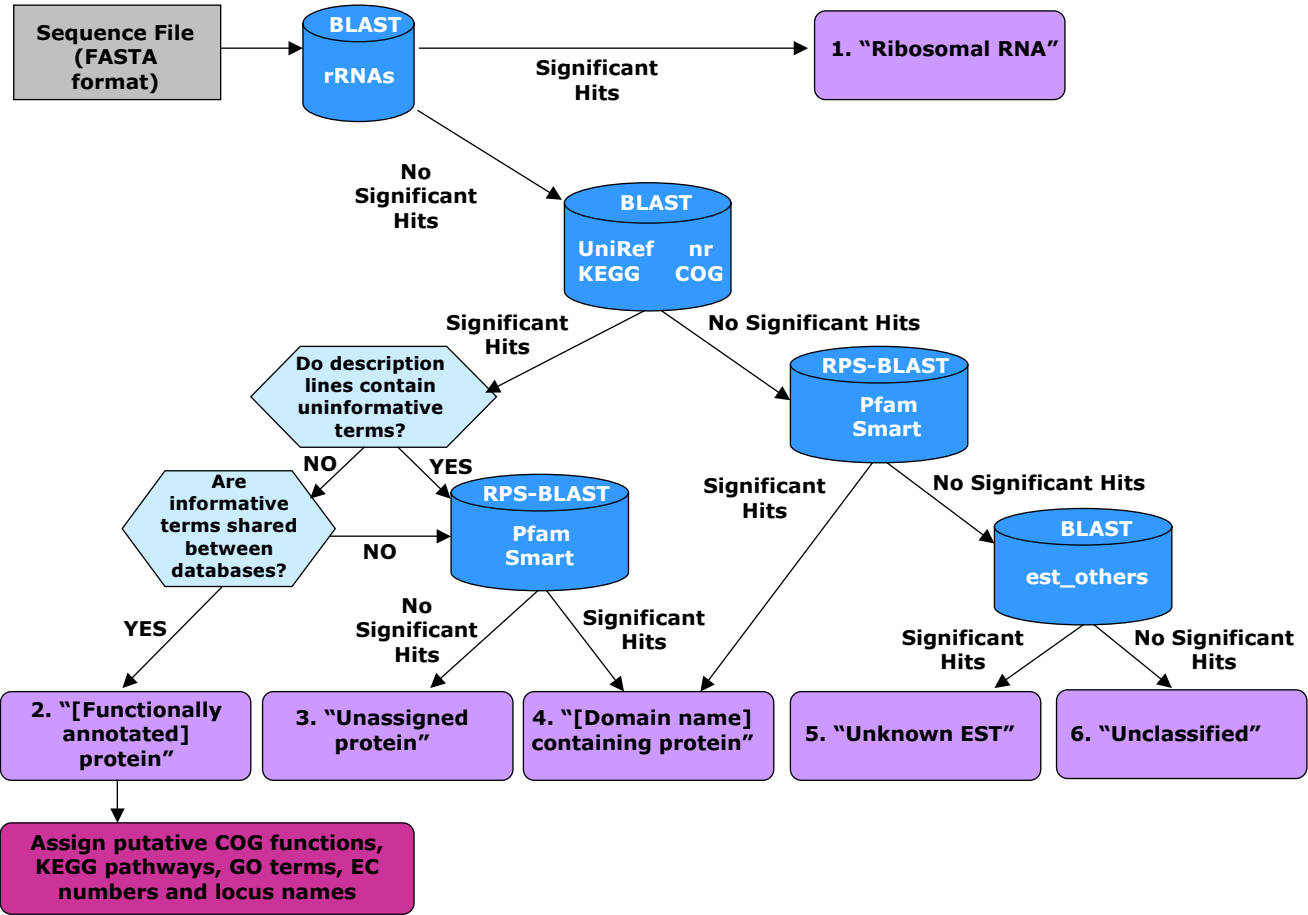 Sequence File
(FASTA
format)
BLAST
rRNAs
Significant
Hits
1. “Ribosomal RNA”
No
Significant
Hits
BLAST
UniRef nr
KEGG COG
Significant
Hits
No Significant Hits
Do description
lines contain
uninformative
terms?
RPS-BLAST
Pfam
Smart
NO
YES
Are
informative
terms shared
between
databases?
NO
RPS-BLAST
Pfam
Smart
Significant
Hits
No Significant Hits
BLAST
est_others
YES
No
Significant
Hits
Significant
Hits
Significant
Hits
No Significant
Hits
2. “[Functionally
annotated]
protein”
3. “Unassigned
protein”
4. “[Domain name]
containing protein”
5. “Unknown EST”
6. “Unclassified”
Assign putative COG functions,
KEGG pathways, GO terms, EC
numbers and locus names